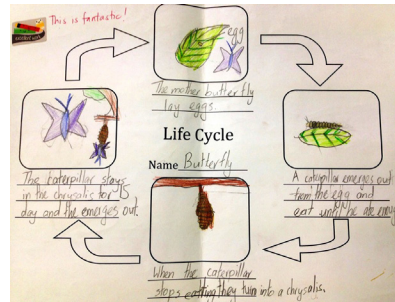 This is fantastic!
egg
The mother butterfly
lay eggs.
Life Cycle
Name Butterfly
The caterpillar stays
in the chrysalis for 15
day and the emerges out.
A caterpillar emerges out
from the egg and
eat until he
When the caterpillar
stops eatting they turn into a chrysalis.